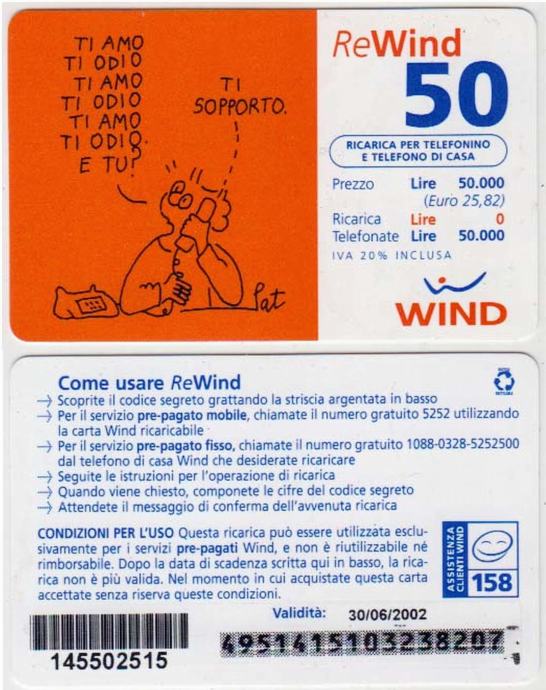 TI AMO
TI ODIO
TI AMO
TI ODIO
TI AMO
TI ODIO.
E TU?
TI
SOPPORTO.
Pat
ReWind
50
RICARICA PER TELEFONINO
E TELEFONO DI CASA
Prezzo Lire 50.000
(Euro 25,82)
Ricarica Lire 0
Telefonate Lire 50.000
IVA 20% INCLUSA
WIND
Come usare ReWind
→ Scoprite il codice segreto grattando la striscia argentata in basso
→ Per il servizio pre-pagato mobile, chiamate il numero gratuito 5252 utilizzando
la carta Wind ricaricabile
→ Per il servizio pre-pagato fisso, chiamate il numero gratuito 1088-0328-5252500
dal telefono di casa Wind che desiderate ricaricare
→ Seguite le istruzioni per l'operazione di ricarica
→ Quando viene chiesto, componete le cifre del codice segreto
→ Attendete il messaggio di conferma dell'avvenuta ricarica
CONDIZIONI PER L'USO Questa ricarica può essere utilizzata esclu-
sivamente per i servizi pre-pagati Wind, e non è riutilizzabile né
rimborsabile. Dopo la data di scadenza scritta qui in basso, la rica-
rica non è più valida. Nel momento in cui acquistate questa carta
accettate senza riserva queste condizioni.
ASSISTENZA
CLIENTI WIND
158
Validità: 30/06/2002
4951415103238207
145502515